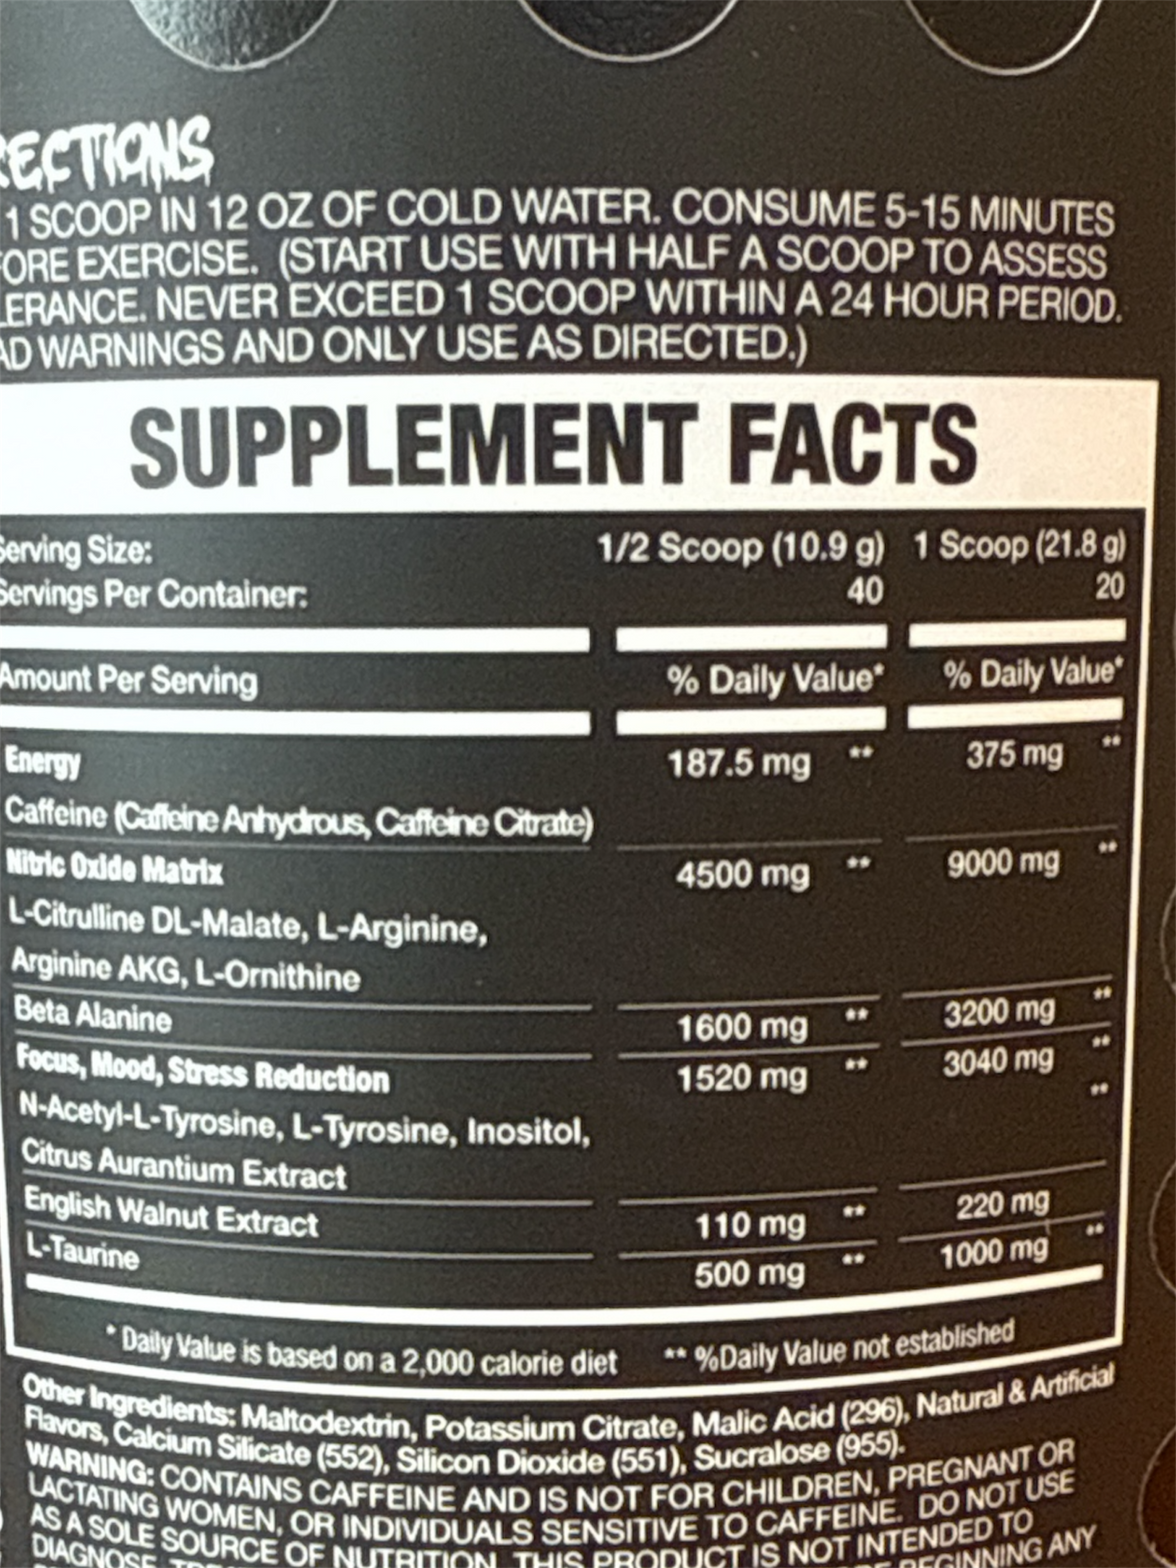 RECTIONS
1 SCOOP IN 12 OZ OF COLD WATER. CONSUME 5-15 MINUTES
FORE EXERCISE. (START USE WITH HALF A SCOOP TO ASSESS
LERANCE. NEVER EXCEED 1 SCOOP WITHIN A 24 HOUR PERIOD.
AD WARNINGS AND ONLY USE AS DIRECTED.)
SUPPLEMENT FACTS
Serving Size: 1/2 Scoop (10.9 g) 1 Scoop (21.8 g)
Servings Per Container: 40 20
Amount Per Serving % Daily Value* % Daily Value*
Energy 187.5 mg ** 375 mg **
Caffeine (Caffeine Anhydrous, Caffeine Citrate)
Nitric Oxide Matrix 4500 mg ** 9000 mg **
L-Citrulline DL-Malate, L-Arginine,
Arginine AKG, L-Ornithine
Beta Alanine 1600 mg ** 3200 mg **
Focus, Mood, Stress Reduction 1520 mg ** 3040 mg **
**
N-Acetyl-L-Tyrosine, L-Tyrosine, Inositol,
Citrus Aurantium Extract
English Walnut Extract 110 mg ** 220 mg
L-Taurine 500 mg ** 1000 mg **
* Daily Value is based on a 2,000 calorie diet ** %Daily Value not established
Other Ingredients: Maltodextrin, Potassium Citrate, Malic Acid (296), Natural & Artificial
Flavors, Calcium Silicate (552), Silicon Dioxide (551), Sucralose (955).
WARNING: CONTAINS CAFFEINE AND IS NOT FOR CHILDREN, PREGNANT OR
LACTATING WOMEN, OR INDIVIDUALS SENSITIVE TO CAFFEINE. DO NOT USE
AS A SOLE SOURCE OF NUTRITION. THIS PRODUCT IS NOT INTENDED TO
DIAGNOSE, BEGINNING ANY